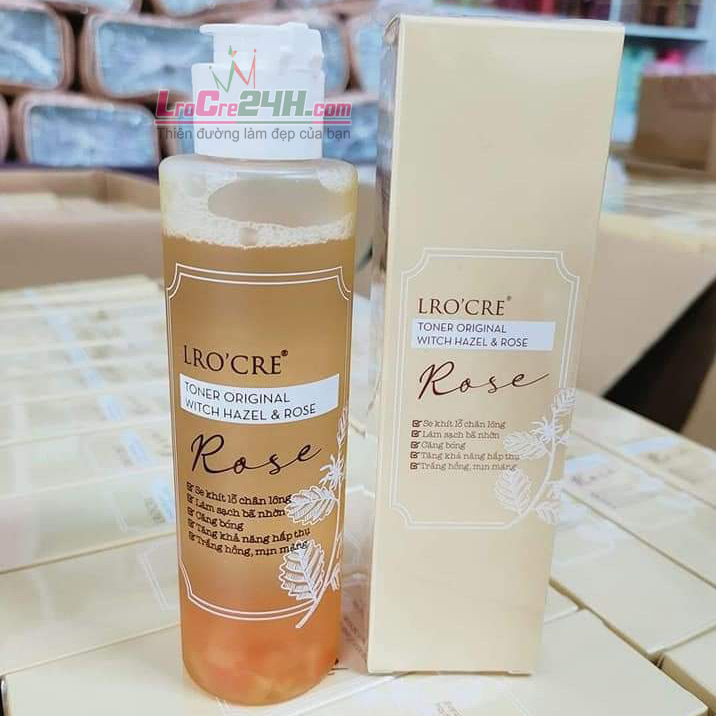 LroCre24H.com
Thiên đường làm đẹp của bạn
LRO'CRE®
TONER ORIGINAL
WITCH HAZEL & ROSE
Rose
Se khít lỗ chân lông
Làm sạch bã nhờn
Căng bóng
Tăng khả năng hấp thụ
Trắng hồng, mịn màng
LRO'CRE®
TONER ORIGINAL
WITCH HAZEL & ROSE
Rose
Se khít lỗ chân lông
Làm sạch bã nhờn
Căng bóng
Tăng khả năng hấp thụ
Trắng hồng, mịn màng